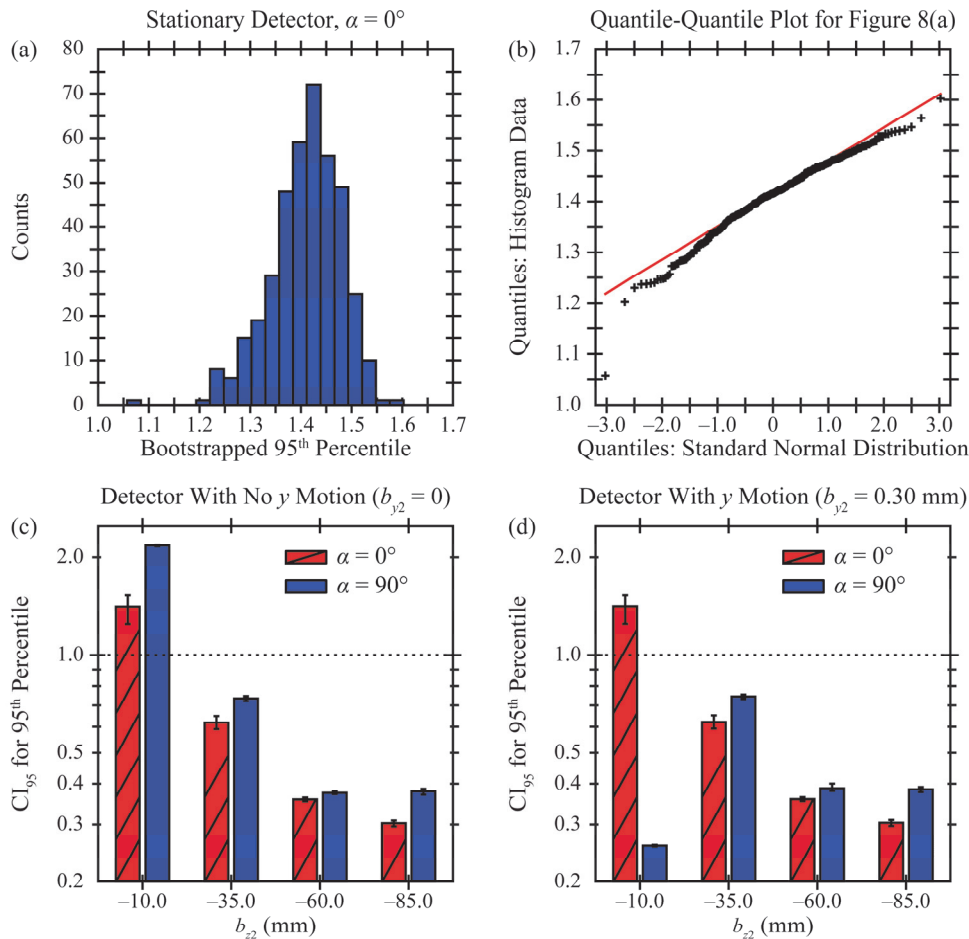 Stationary Detector, α = 0°
(a)
80
70
60
50
40
30
20
10
0
Counts
1.0 1.1 1.2 1.3 1.4 1.5 1.6 1.7
Bootstrapped 95th Percentile
Quantile-Quantile Plot for Figure 8(a)
(b)
1.7
1.6
1.5
1.4
1.3
1.2
1.1
1.0
Quantiles: Histogram Data
–3.0 –2.0 –1.0 0 1.0 2.0 3.0
Quantiles: Standard Normal Distribution
Detector With No y Motion (by2 = 0)
(c)
α = 0°
α = 90°
2.0
1.0
0.5
0.4
0.3
0.2
CI95 for 95th Percentile
–10.0 –35.0 –60.0 –85.0
bz2 (mm)
Detector With y Motion (by2 = 0.30 mm)
(d)
α = 0°
α = 90°
2.0
1.0
0.5
0.4
0.3
0.2
CI95 for 95th Percentile
–10.0 –35.0 –60.0 –85.0
bz2 (mm)